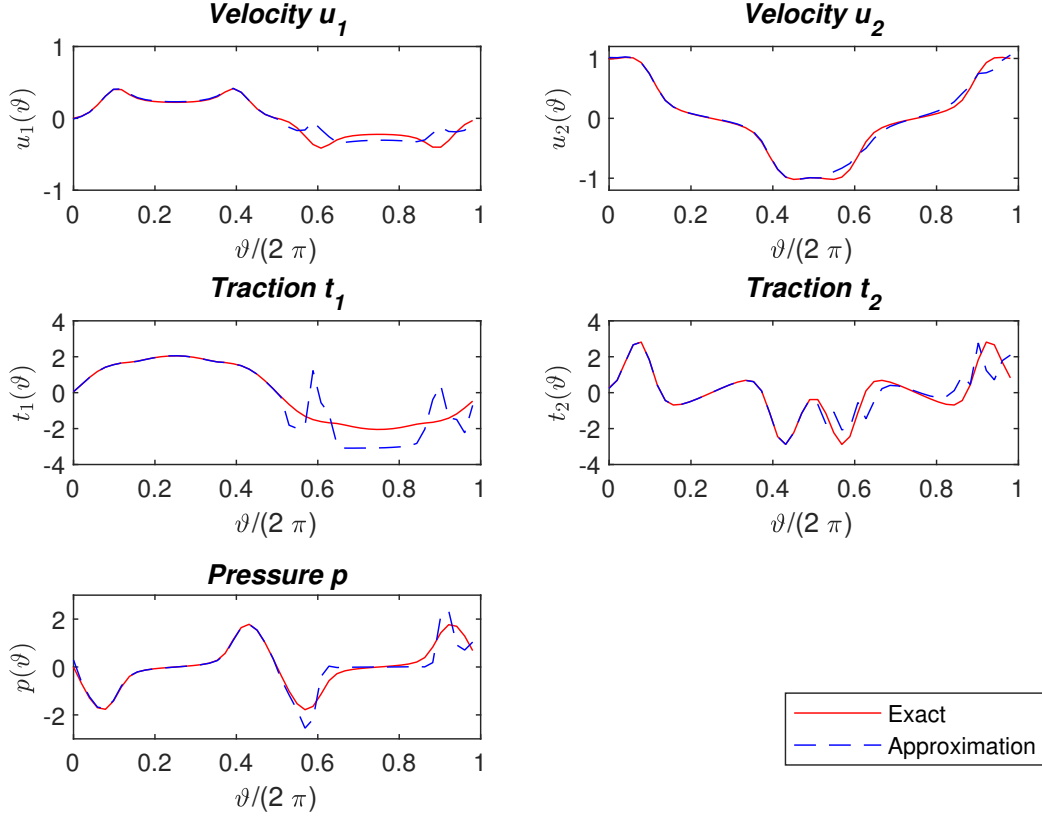 Velocity u1
1
0
-1
u1(ϑ)
0 0.2 0.4 0.6 0.8 1
ϑ/(2 π)
Velocity u2
1
0
-1
u2(ϑ)
0 0.2 0.4 0.6 0.8 1
ϑ/(2 π)
Traction t1
4
2
0
-2
-4
t1(ϑ)
0 0.2 0.4 0.6 0.8 1
ϑ/(2 π)
Traction t2
4
2
0
-2
-4
t2(ϑ)
0 0.2 0.4 0.6 0.8 1
ϑ/(2 π)
Pressure p
2
0
-2
p(ϑ)
0 0.2 0.4 0.6 0.8 1
ϑ/(2 π)
Exact
Approximation